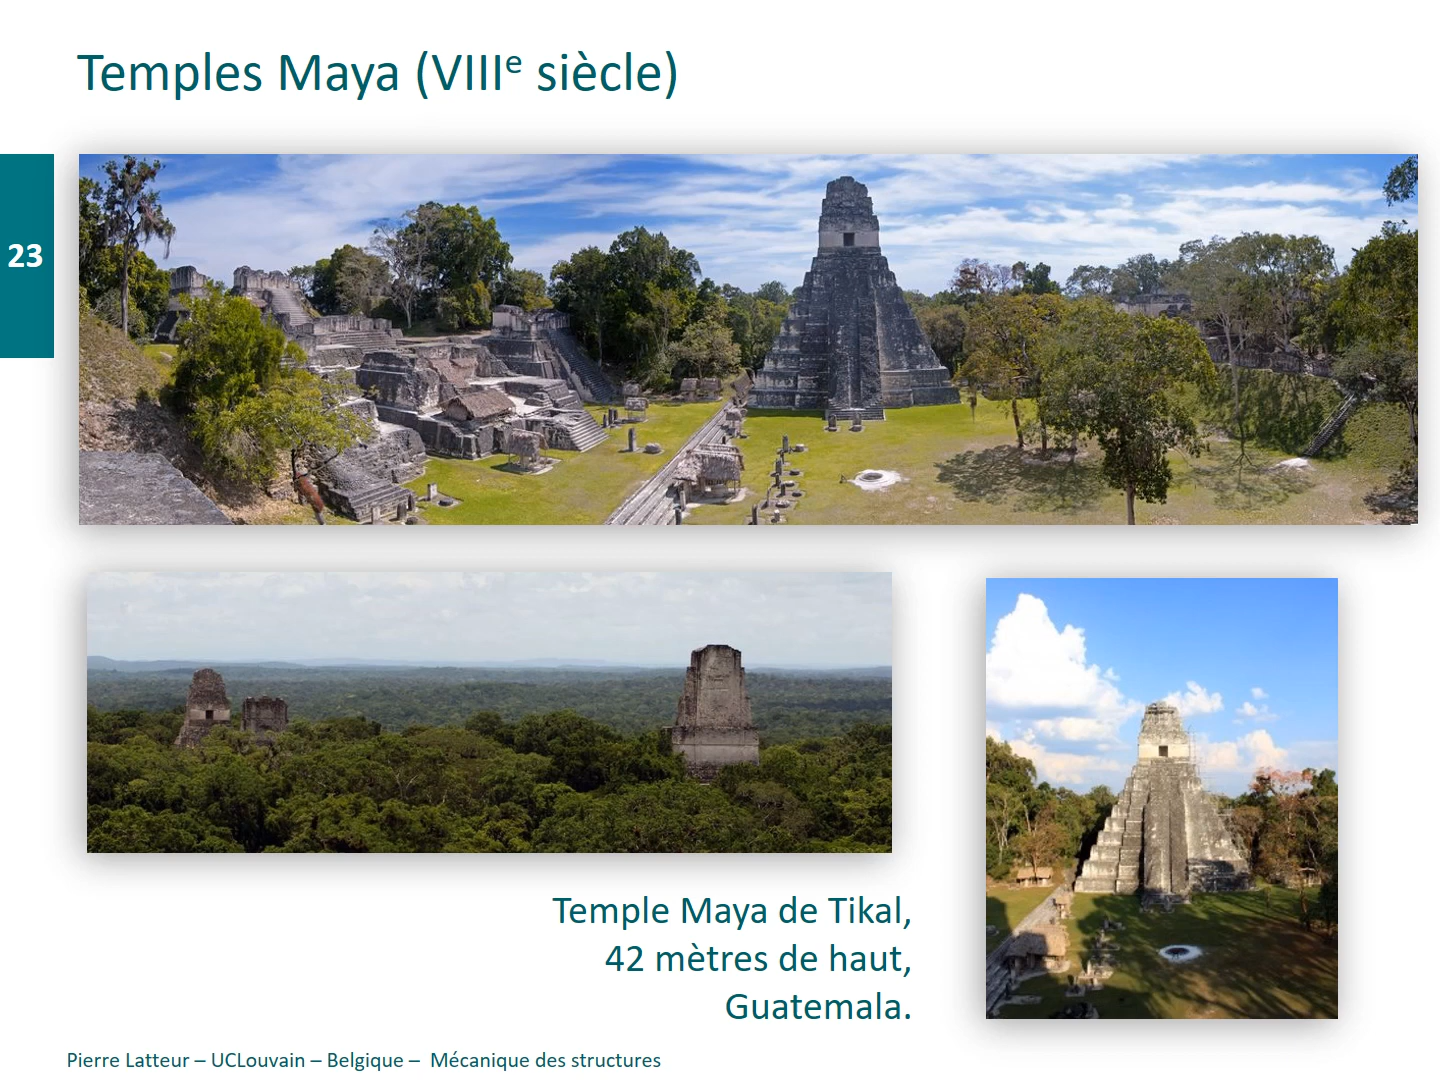 Temples Maya (VIIIe siècle)
23
Temple Maya de Tikal,
42 mètres de haut,
Guatemala.
Pierre Latteur – UCLouvain – Belgique – Mécanique des structures